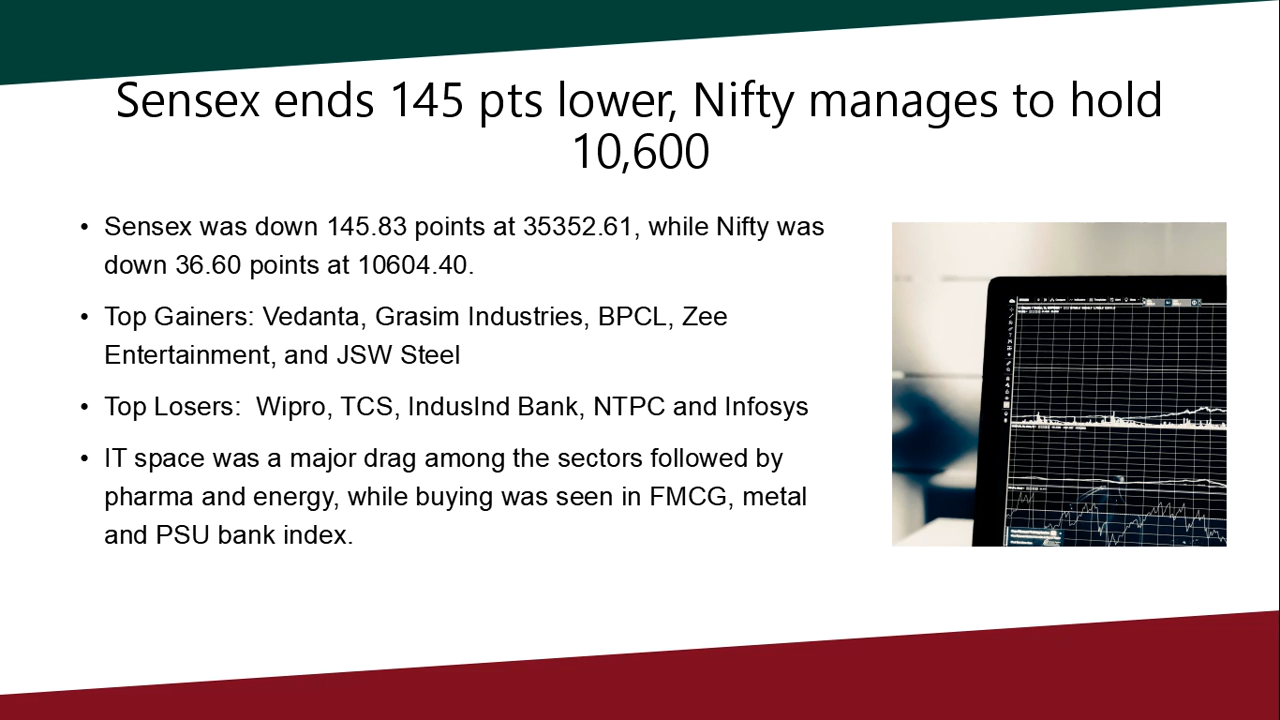 Sensex ends 145 pts lower, Nifty manages to hold
10,600
• Sensex was down 145.83 points at 35352.61, while Nifty was
down 36.60 points at 10604.40.
• Top Gainers: Vedanta, Grasim Industries, BPCL, Zee
Entertainment, and JSW Steel
• Top Losers:  Wipro, TCS, IndusInd Bank, NTPC and Infosys
• IT space was a major drag among the sectors followed by
pharma and energy, while buying was seen in FMCG, metal
and PSU bank index.